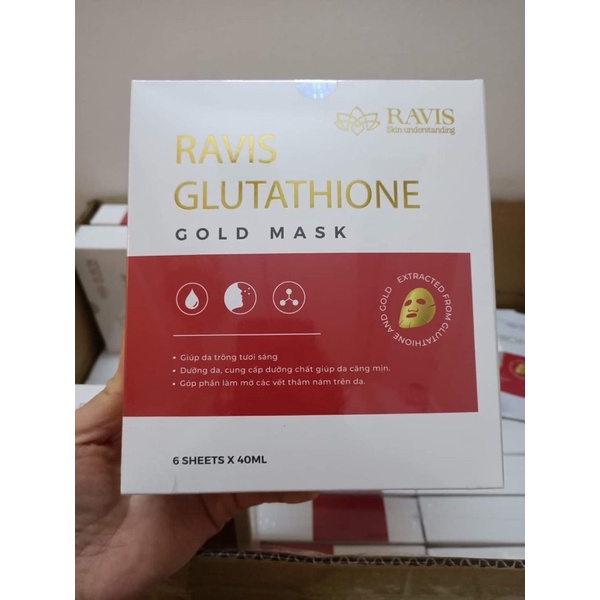 RAVIS
Skin understanding
RAVIS
GLUTATHIONE
GOLD MASK
EXTRACTED FROM GLUTATHIONE AND GOLD
• Giúp da trông tươi sáng
• Dưỡng da, cung cấp dưỡng chất giúp da căng mịn.
• Góp phần làm mờ các vết thâm nám trên da.
6 SHEETS X 40ML